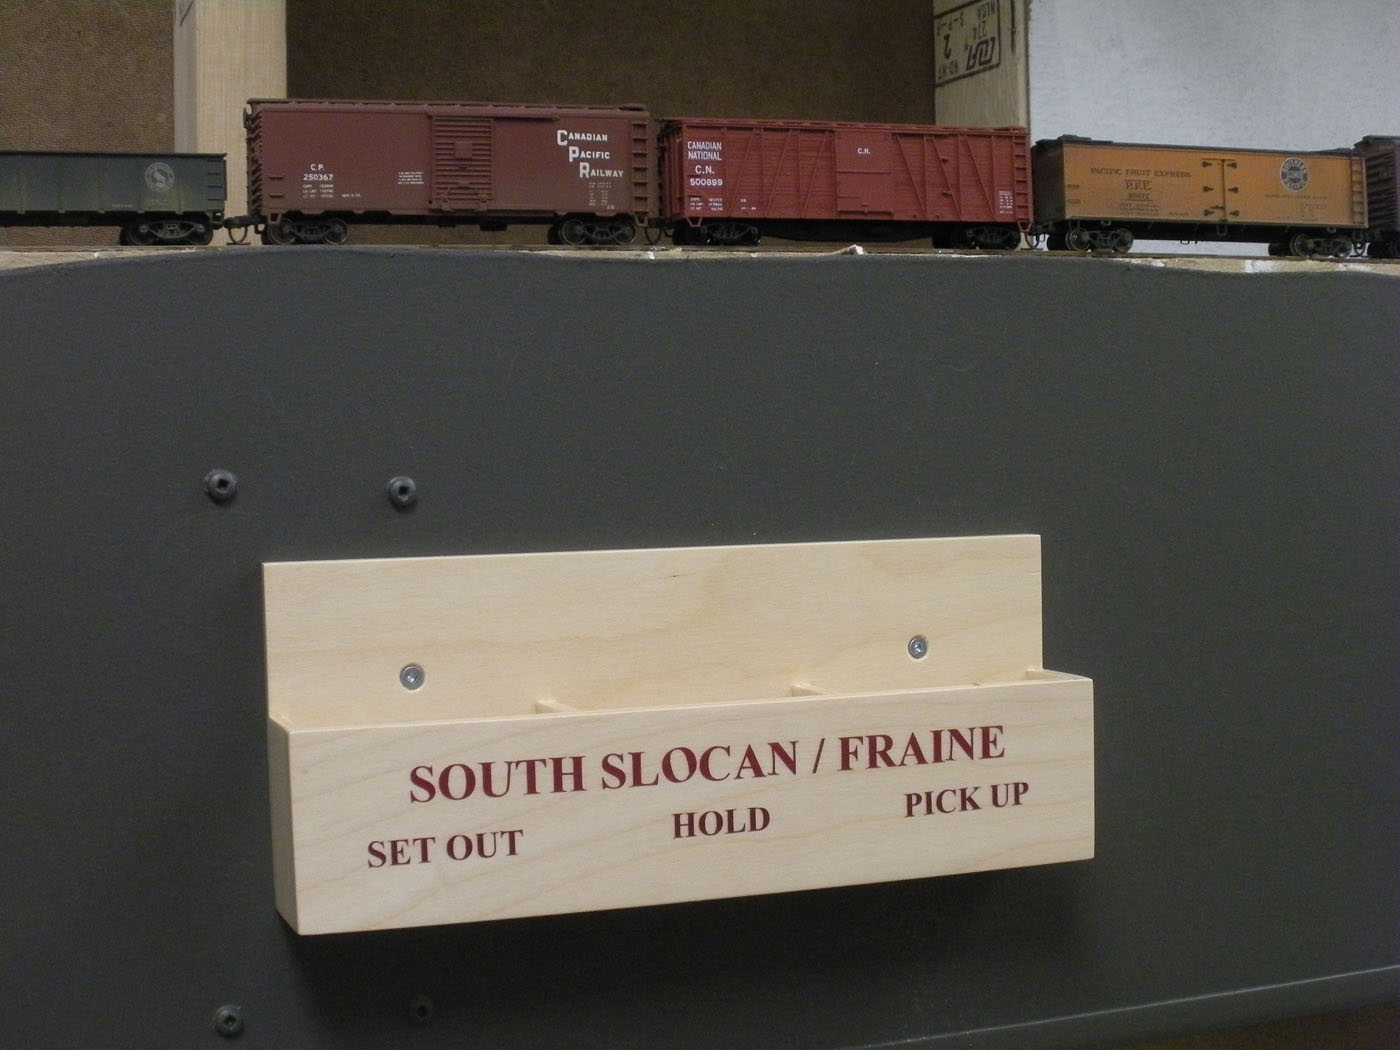 C.P.
250367
CANADIAN
PACIFIC
RAILWAY
CANADIAN
NATIONAL
C.N.
500899
C.N.
PACIFIC FRUIT EXPRESS
P.F.E.
SOUTH SLOCAN / FRAINE
SET OUT
HOLD
PICK UP